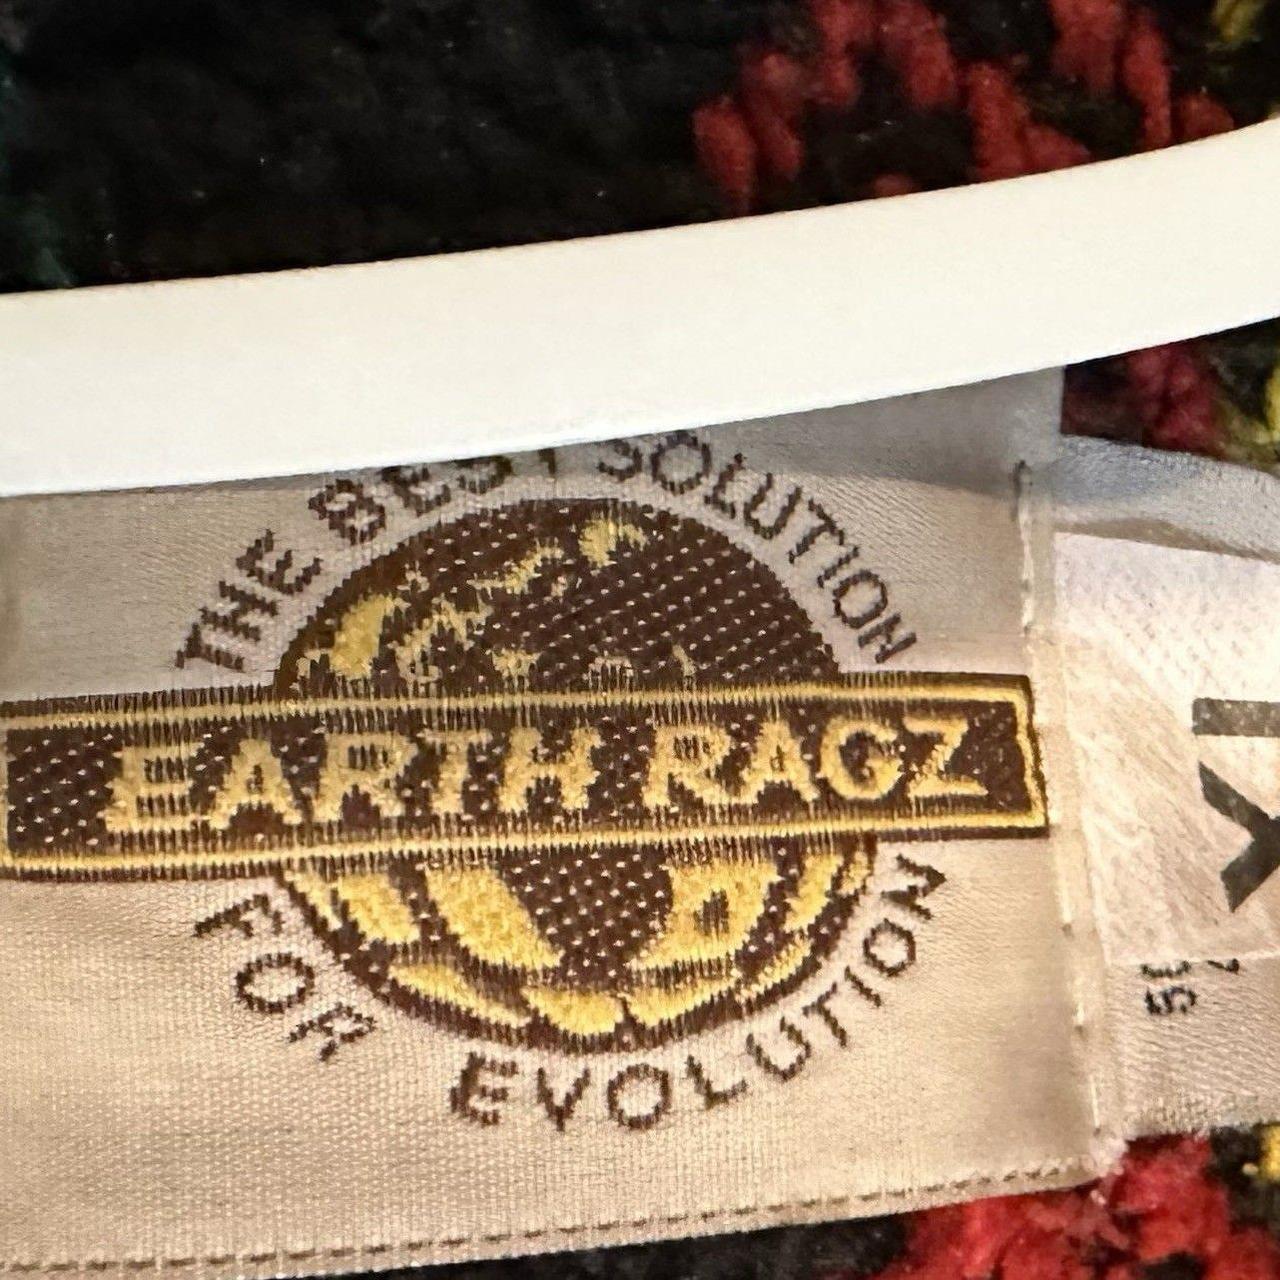 THE BEST SOLUTION
EARTH RAGZ
FOR EVOLUTION